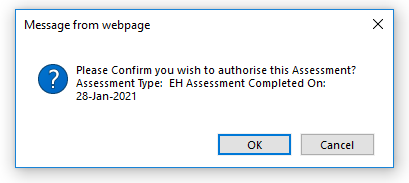 Message from webpage
Please Confirm you wish to authorise this Assessment?
Assessment Type:  EH Assessment Completed On:
28-Jan-2021
OK
Cancel